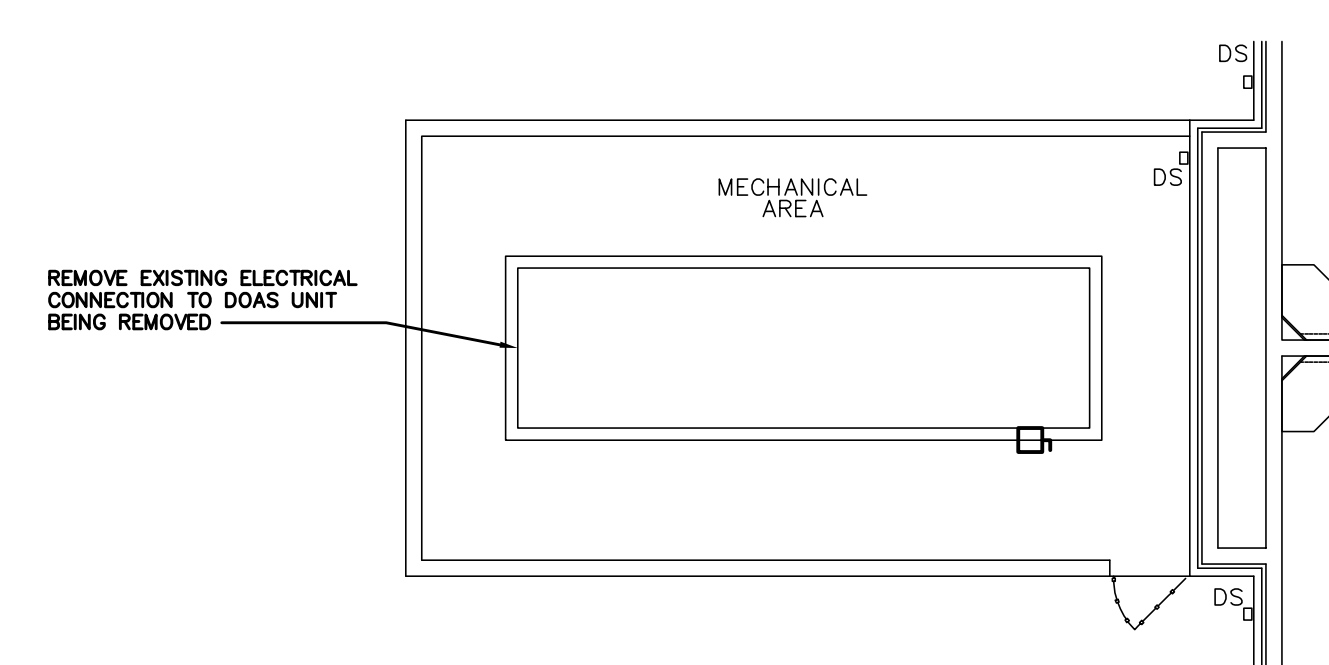 DS
DS
MECHANICAL
AREA
REMOVE EXISTING ELECTRICAL
CONNECTION TO DOAS UNIT
BEING REMOVED
DS